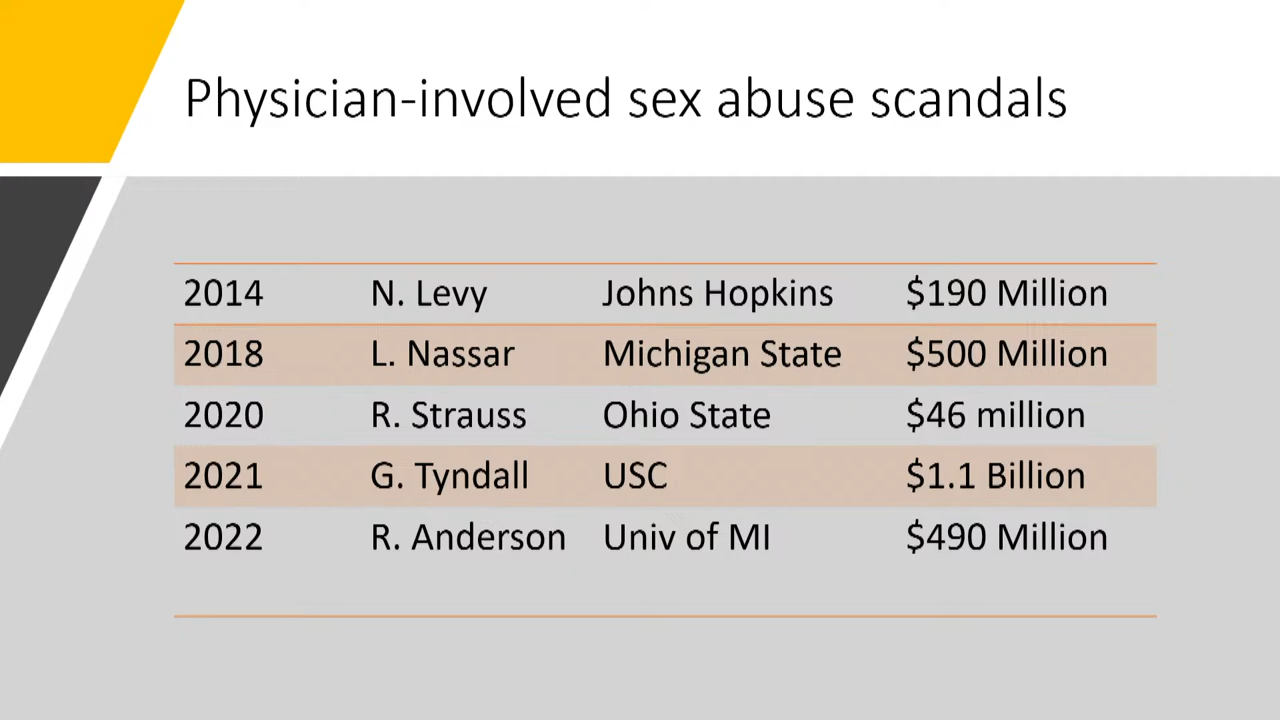 Physician-involved sex abuse scandals
2014 N. Levy Johns Hopkins $190 Million
2018 L. Nassar Michigan State $500 Million
2020 R. Strauss Ohio State $46 million
2021 G. Tyndall USC $1.1 Billion
2022 R. Anderson Univ of MI $490 Million